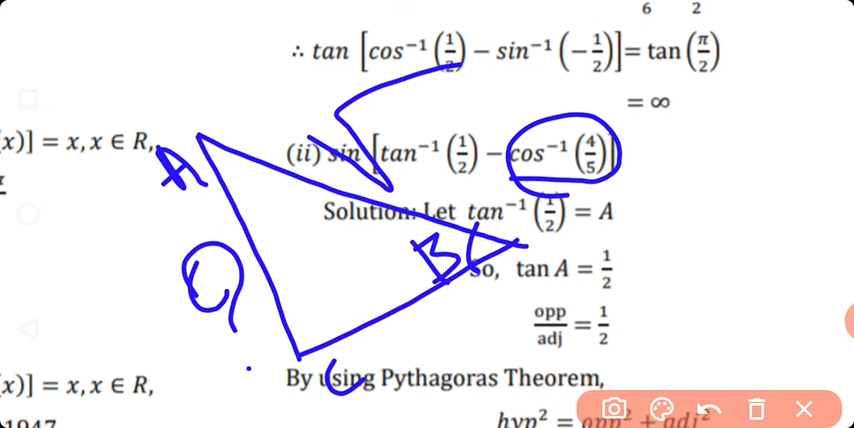 6 2
∴ tan [cos⁻¹(1/2) − sin⁻¹(−1/2)] = tan (π/2)
= ∞
x)] = x, x ∈ R,
(ii) sin [tan⁻¹(1/2) − cos⁻¹(4/5)]
A
Solution: Let tan⁻¹(1/2) = A
B
So, tan A = 1/2
opp/adj = 1/2
C
x)] = x, x ∈ R,
By using Pythagoras Theorem,
hyp² = opp² + adj²
1947